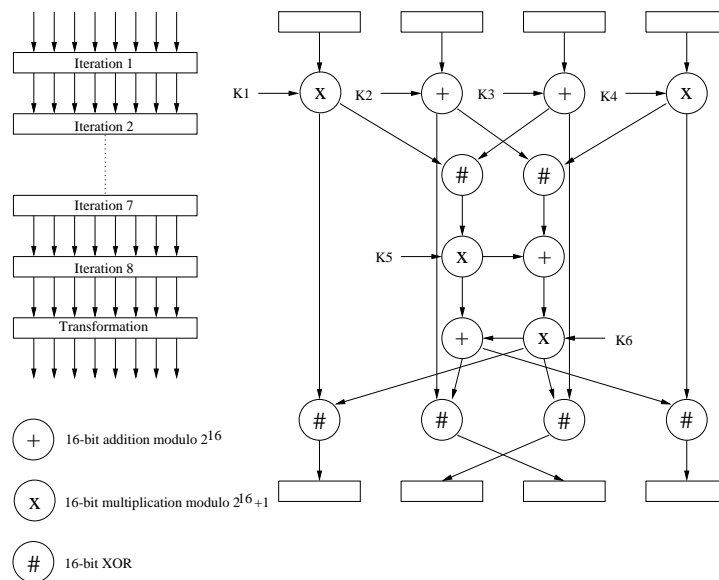 Iteration 1
Iteration 2
Iteration 7
Iteration 8
Transformation
+ 16-bit addition modulo 2^16
x 16-bit multiplication modulo 2^16+1
# 16-bit XOR
K1 x K2 + K3 + K4 x
# #
K5 x +
+ x K6
# # # #